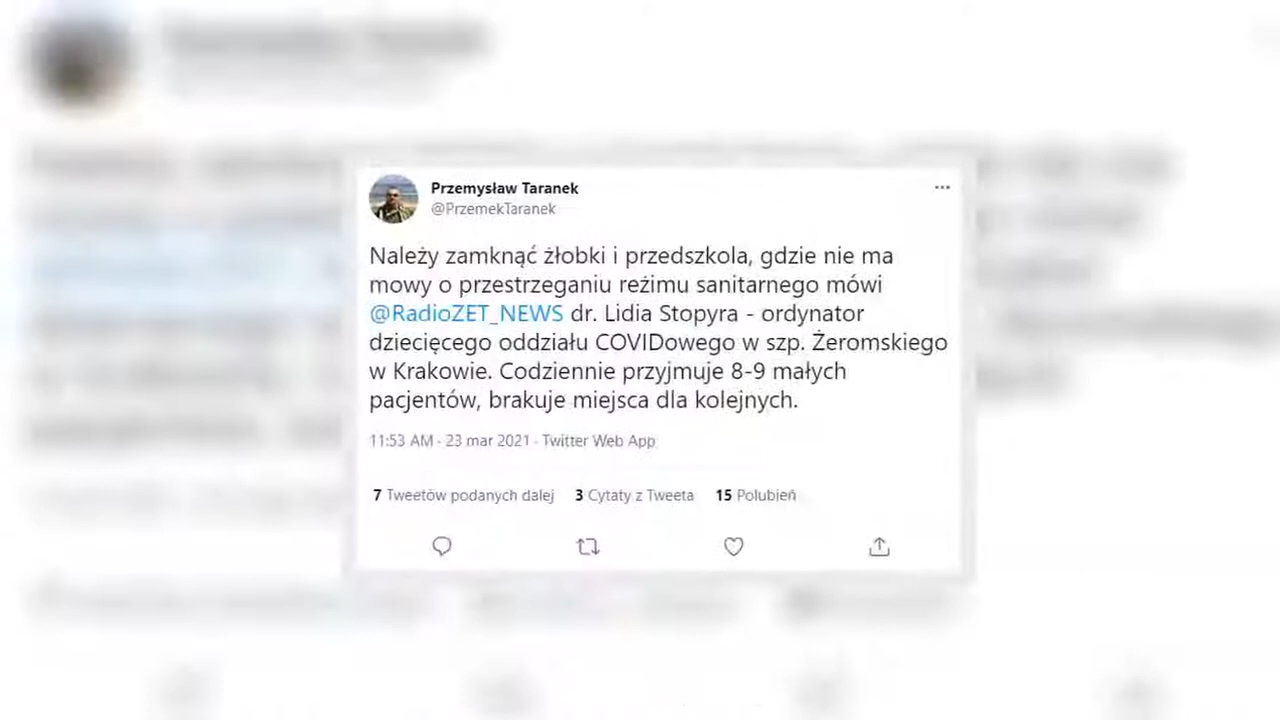 Przemysław Taranek
@PrzemekTaranek
Należy zamknąć żłobki i przedszkola, gdzie nie ma
mowy o przestrzeganiu reżimu sanitarnego mówi
@RadioZET_NEWS dr. Lidia Stopyra - ordynator
dziecięcego oddziału COVIDowego w szp. Żeromskiego
w Krakowie. Codziennie przyjmuje 8-9 małych
pacjentów, brakuje miejsca dla kolejnych.
11:53 AM · 23 mar 2021 · Twitter Web App
7 Tweetów podanych dalej 3 Cytaty z Tweeta 15 Polubień